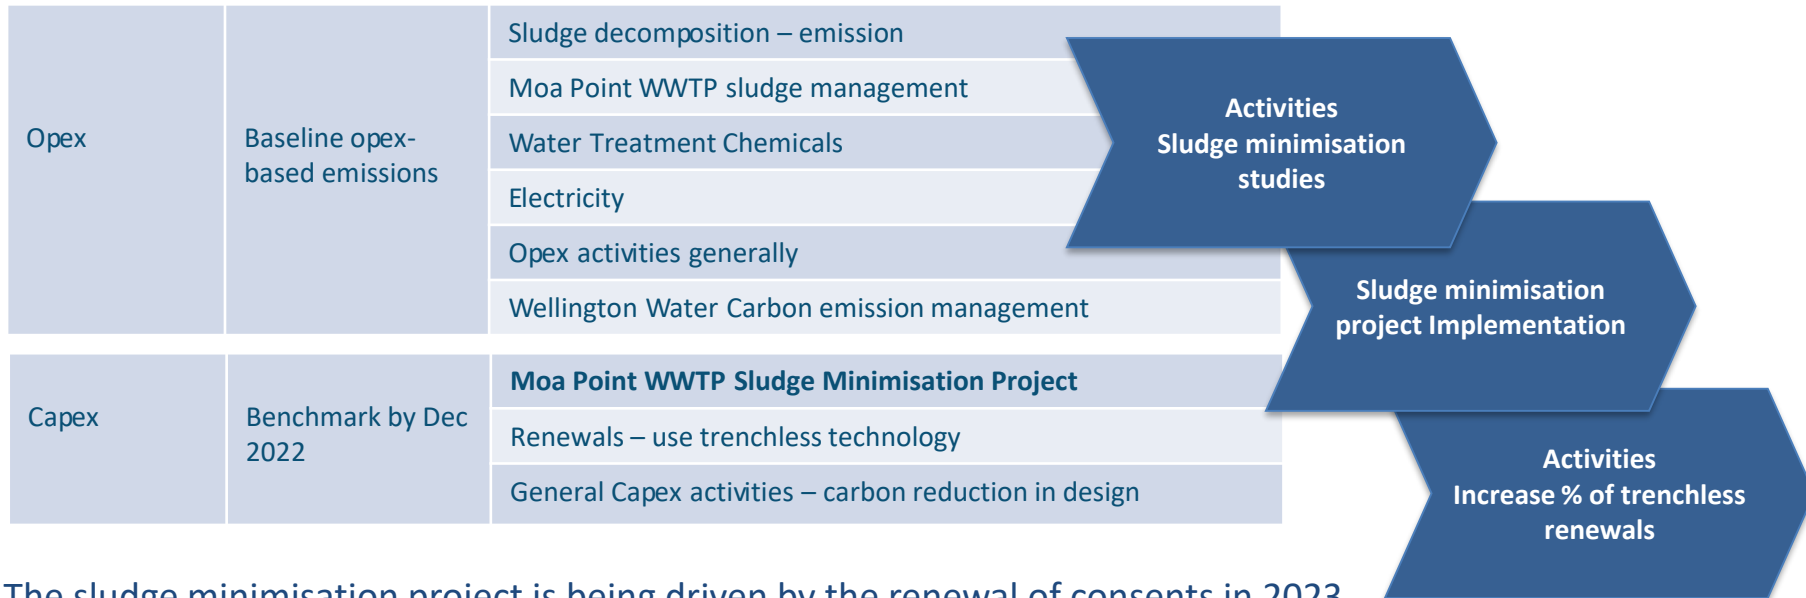 Opex
Baseline opex-
based emissions
Sludge decomposition – emission
Moa Point WWTP sludge management
Water Treatment Chemicals
Electricity
Opex activities generally
Wellington Water Carbon emission management
Capex
Benchmark by Dec
2022
Moa Point WWTP Sludge Minimisation Project
Renewals – use trenchless technology
General Capex activities – carbon reduction in design
Activities
Sludge minimisation
studies
Sludge minimisation
project Implementation
Activities
Increase % of trenchless
renewals
The sludge minimisation project is being driven by the renewal of consents in 2023